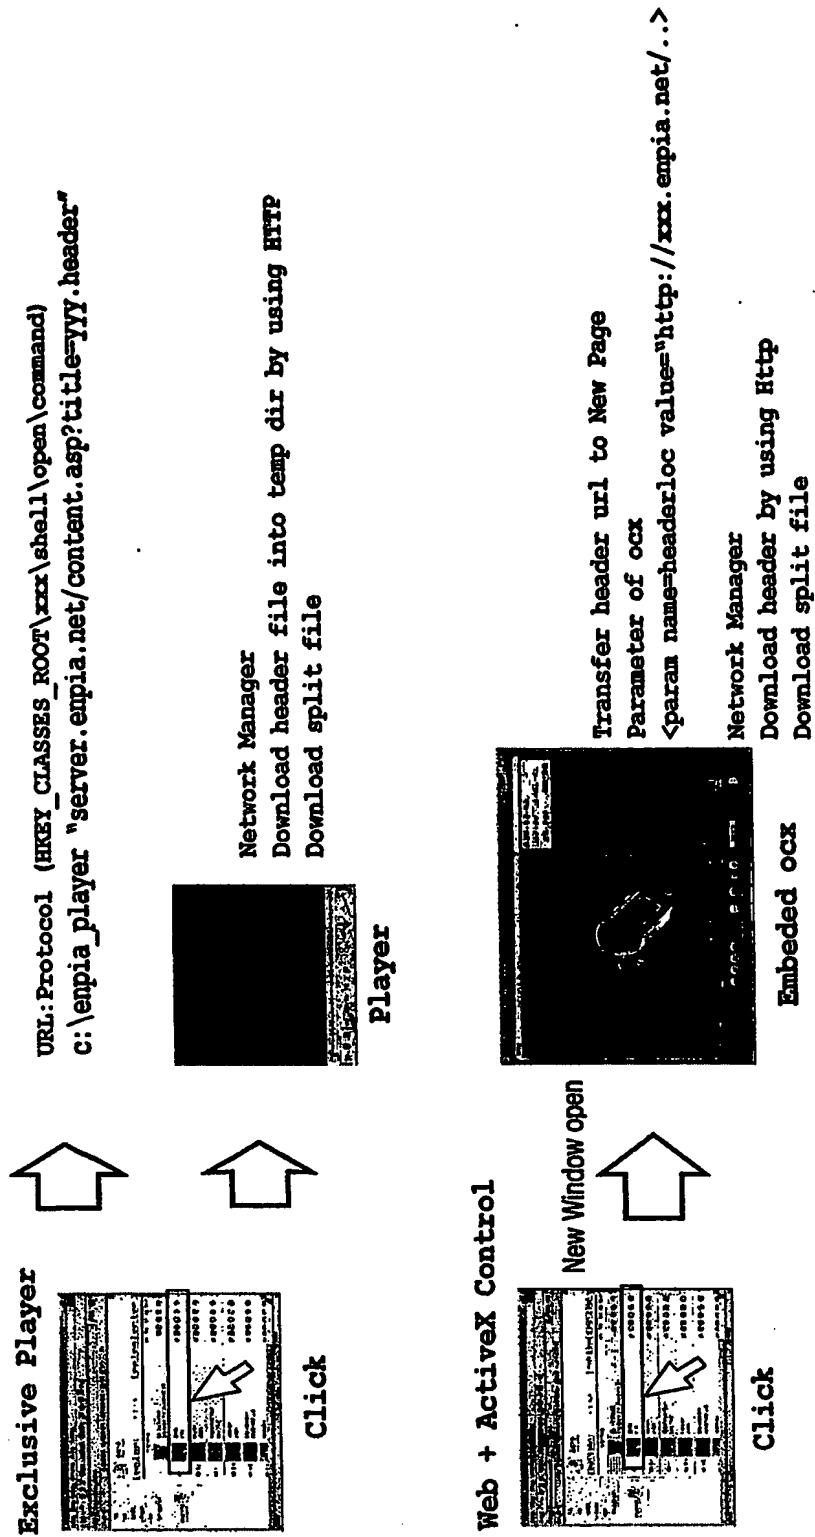 Exclusive Player
Click
URL:Protocol (HKEY_CLASSES_ROOT\xxx\shell\open\command)
C:\enpia_player "server.enpia.net/content.asp?title=yyy.header"
Player
Network Manager
Download header file into temp dir by using HTTP
Download split file
Web + ActiveX Control
Click
New Window open
Embeded ocx
Transfer header url to New Page
Parameter of ocx
<param name=headerloc value="http://xxx.enpia.net/..>
Network Manager
Download header by using Http
Download split file